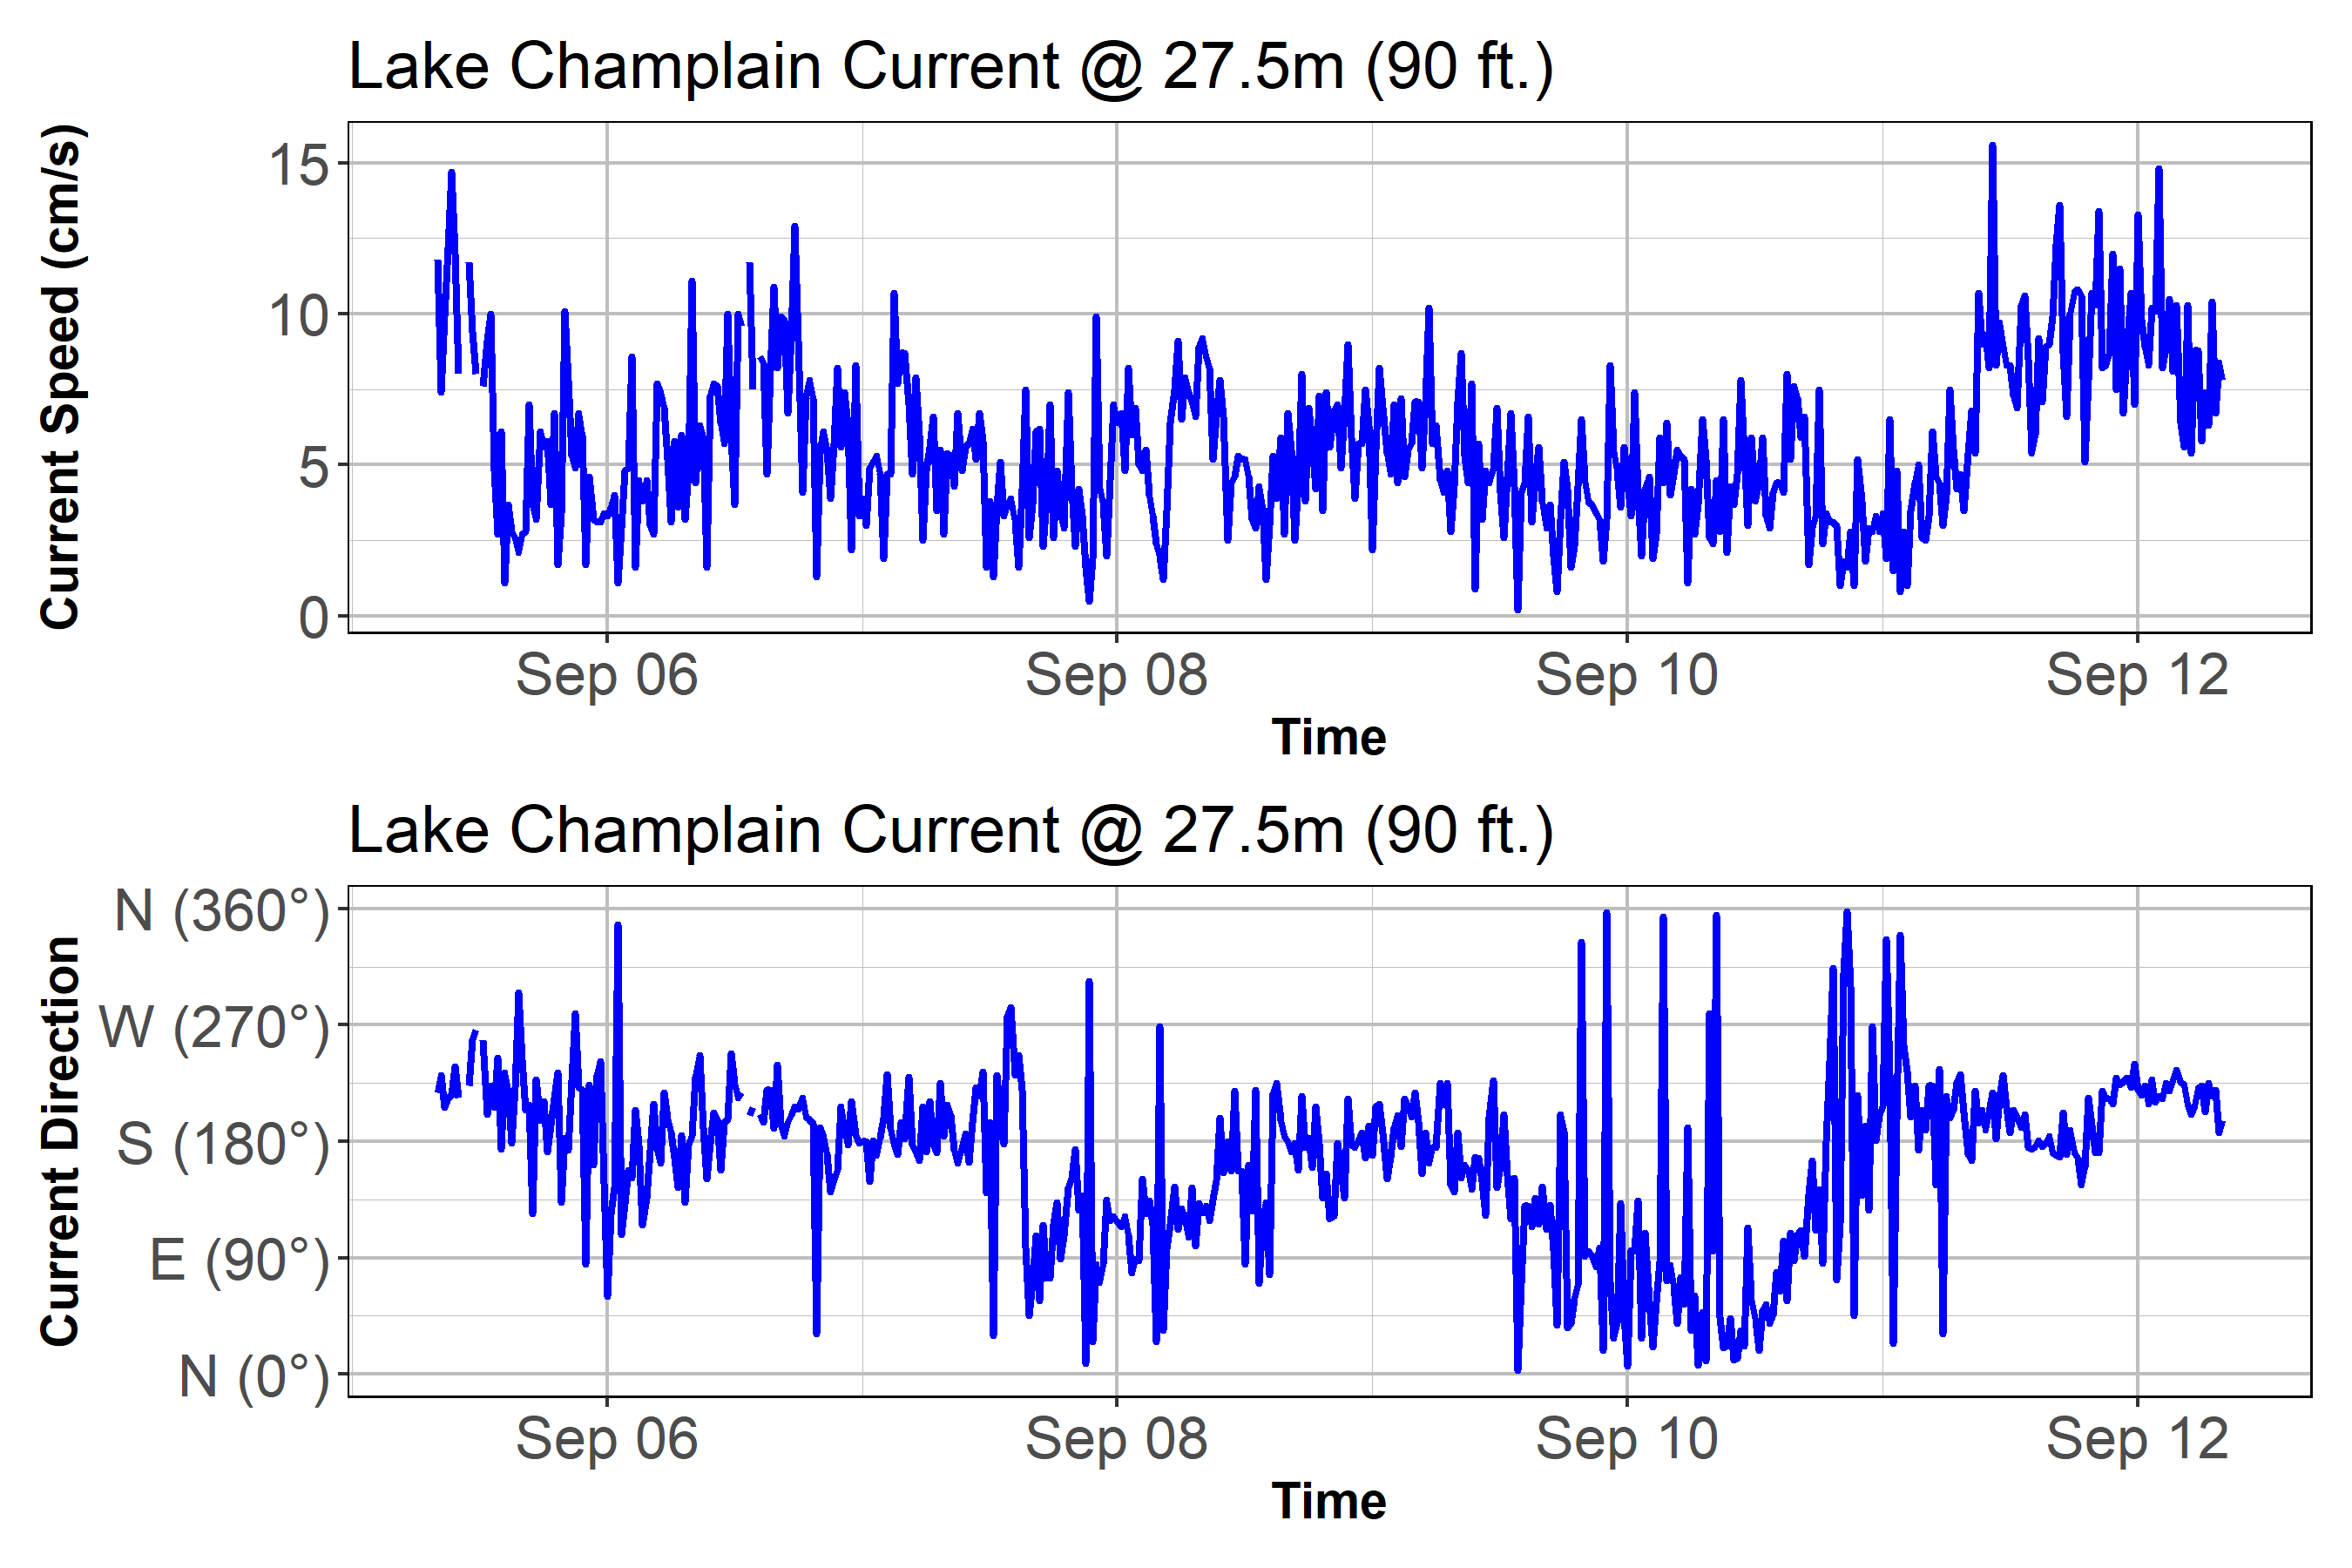 Lake Champlain Current @ 27.5m (90 ft.)
Current Speed (cm/s)
15
10
5
0
Sep 06 Sep 08 Sep 10 Sep 12
Time
Lake Champlain Current @ 27.5m (90 ft.)
Current Direction
N (360°)
W (270°)
S (180°)
E (90°)
N (0°)
Sep 06 Sep 08 Sep 10 Sep 12
Time